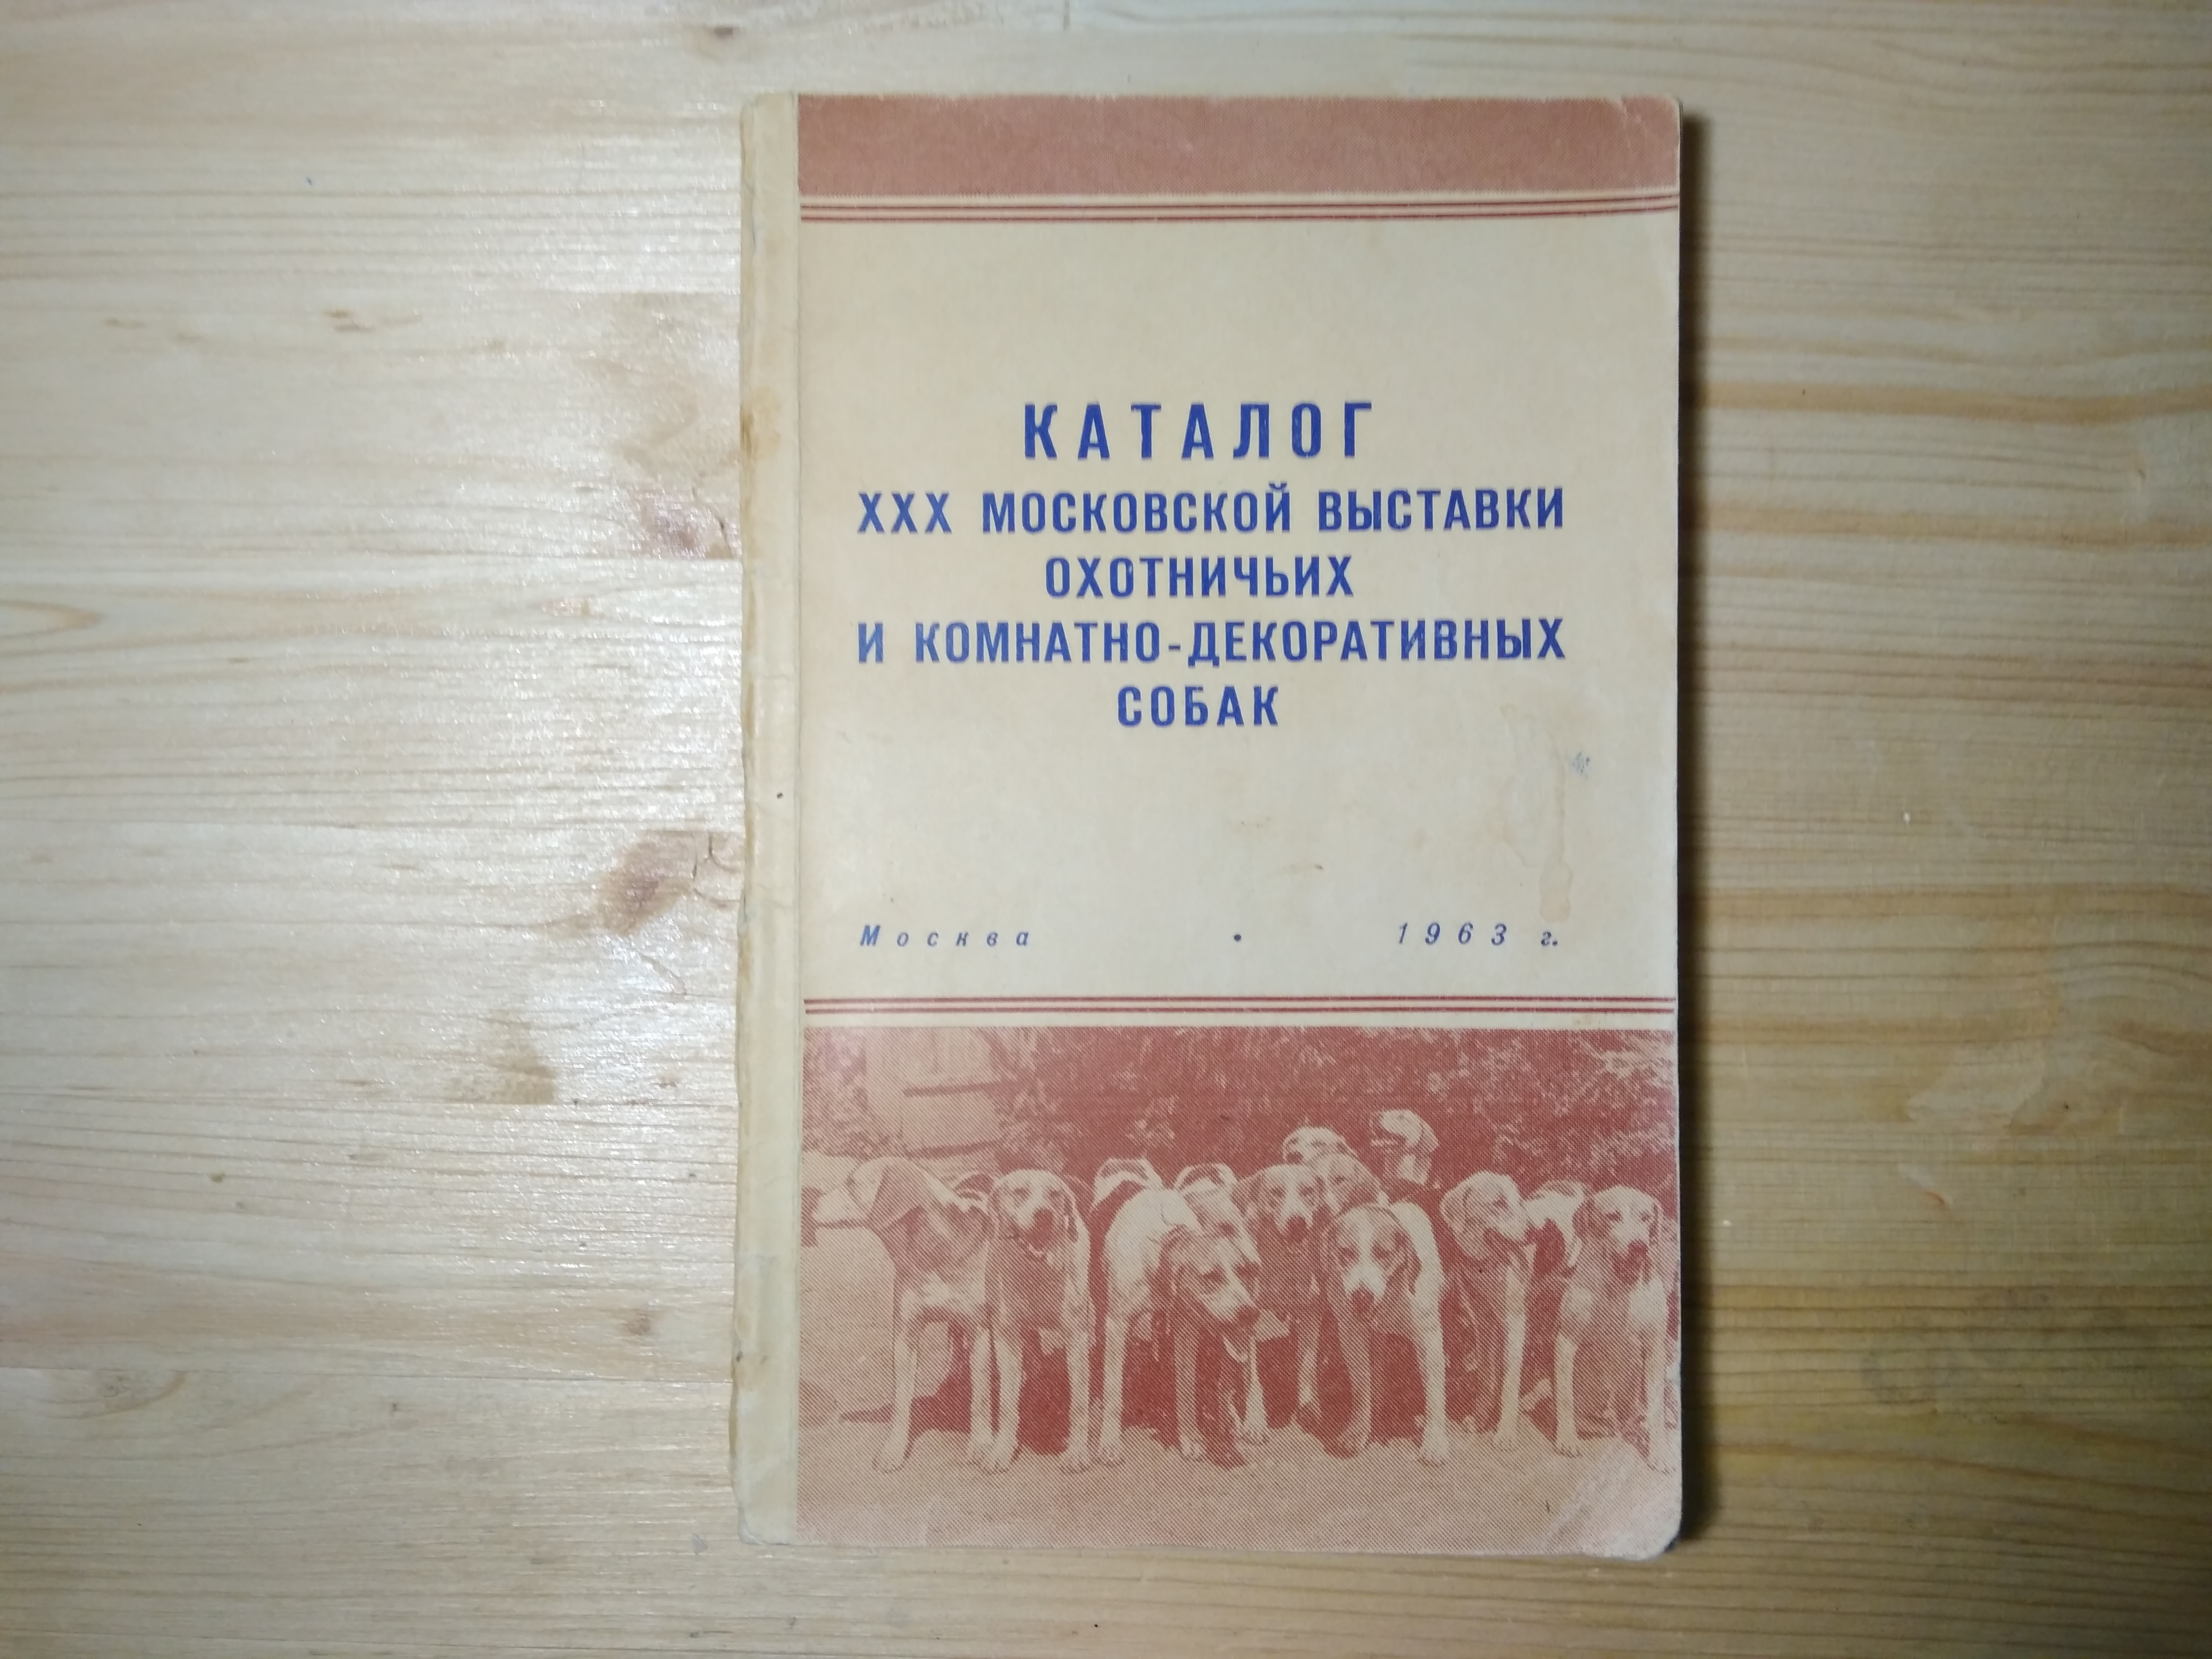 КАТАЛОГ
XXX МОСКОВСКОЙ ВЫСТАВКИ
ОХОТНИЧЬИХ
И КОМНАТНО-ДЕКОРАТИВНЫХ
СОБАК
Москва • 1963 г.